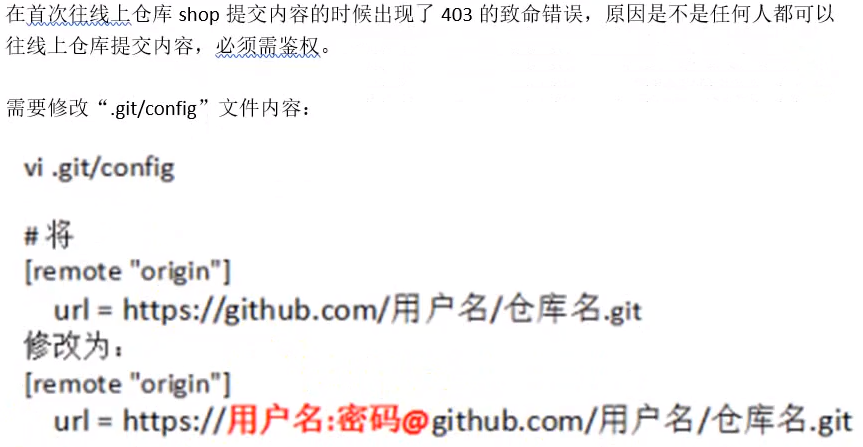 在首次往线上仓库 shop 提交内容的时候出现了 403 的致命错误，原因是不是任何人都可以
往线上仓库提交内容，必须需鉴权。
需要修改“.git/config”文件内容：
vi .git/config
# 将
[remote "origin"]
url = https://github.com/用户名/仓库名.git
修改为：
[remote "origin"]
url = https://用户名:密码@github.com/用户名/仓库名.git